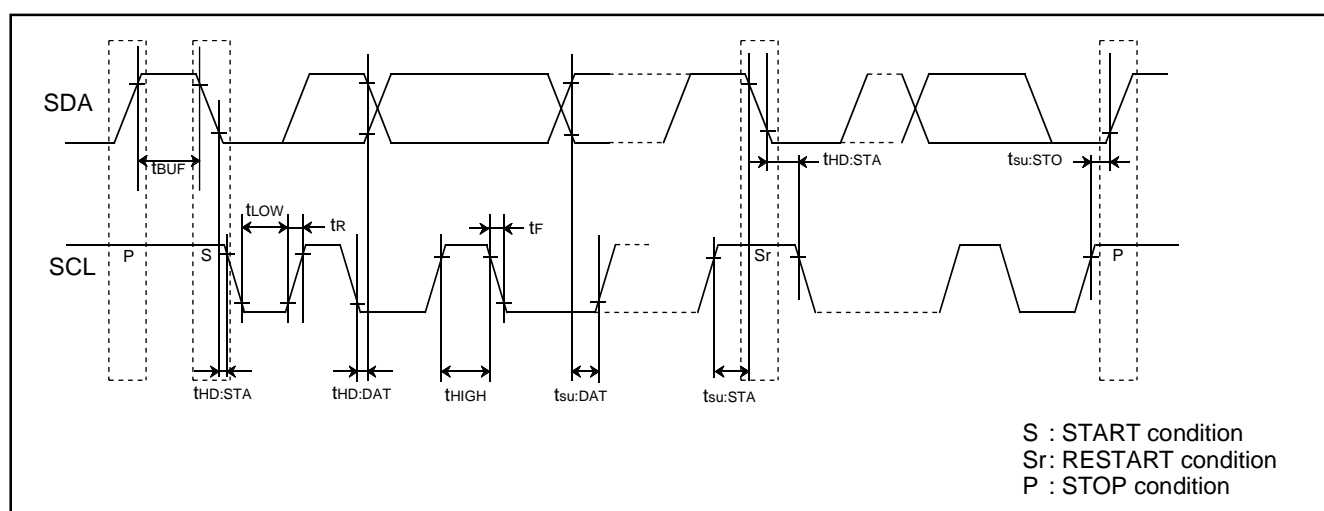 SDA
tBUF
tHD:STA
tsu:STO
tLOW
tR
tF
SCL
P
S
Sr
P
tHD:STA
tHD:DAT
tHIGH
tsu:DAT
tsu:STA
S : START condition
Sr: RESTART condition
P : STOP condition